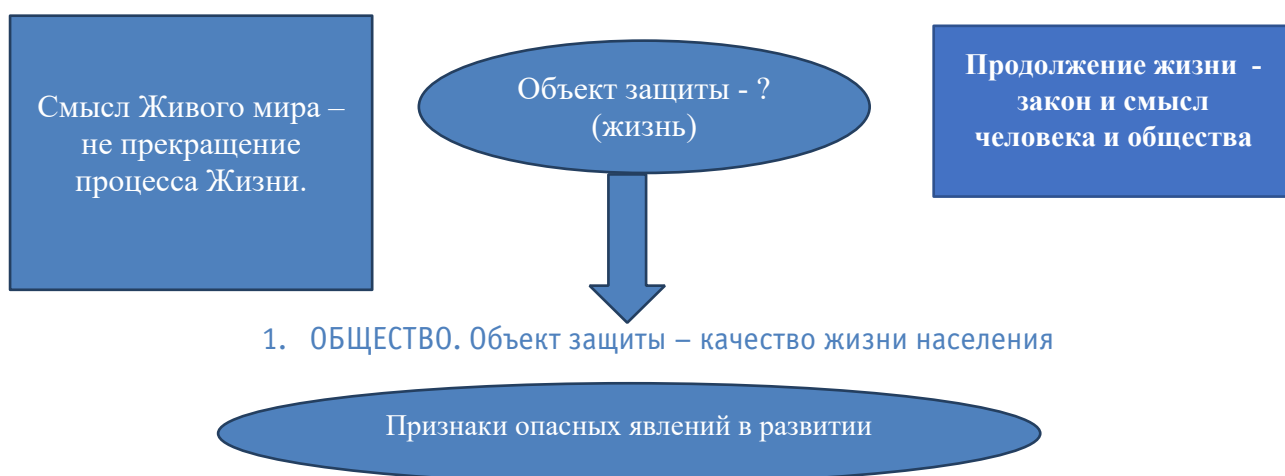 Смысл Живого мира –
не прекращение
процесса Жизни.
Объект защиты - ?
(жизнь)
Продолжение жизни -
закон и смысл
человека и общества
1. ОБЩЕСТВО. Объект защиты – качество жизни населения
Признаки опасных явлений в развитии